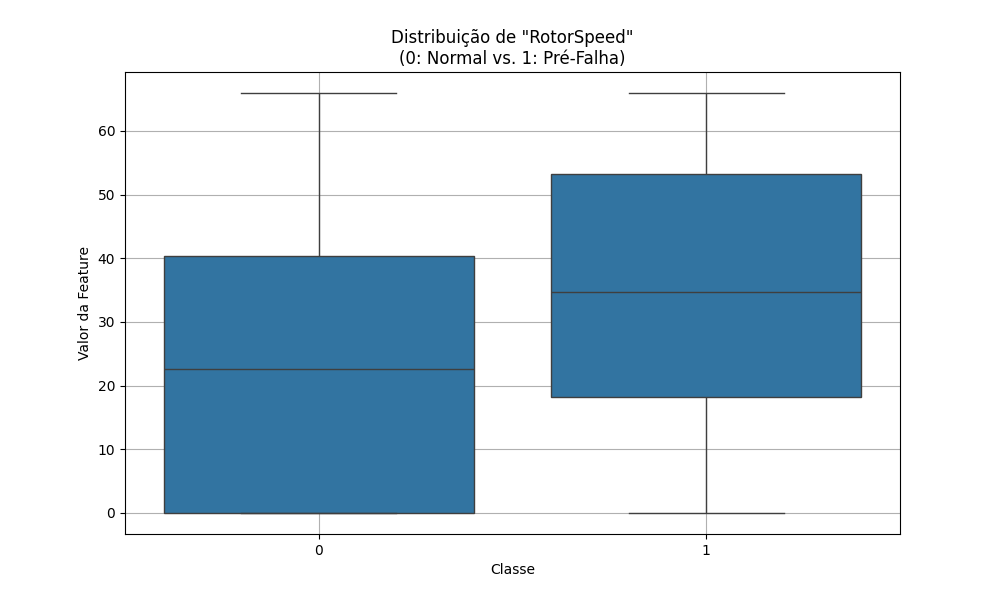 Distribuição de "RotorSpeed"
(0: Normal vs. 1: Pré-Falha)
Valor da Feature
60
50
40
30
20
10
0
0
1
Classe